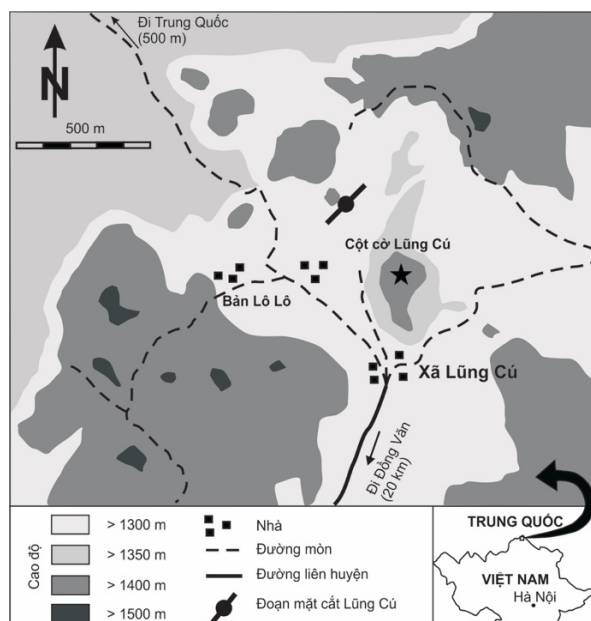 Đi Trung Quốc
(500 m)
N
500 m
Cột cờ Lũng Cú
Bản Lô Lô
Xã Lũng Cú
Đi Đồng Văn
(20 km)
Cao độ
> 1300 m
> 1350 m
> 1400 m
> 1500 m
Nhà
Đường mòn
Đường liên huyện
Đoạn mặt cắt Lũng Cú
TRUNG QUỐC
VIỆT NAM
Hà Nội